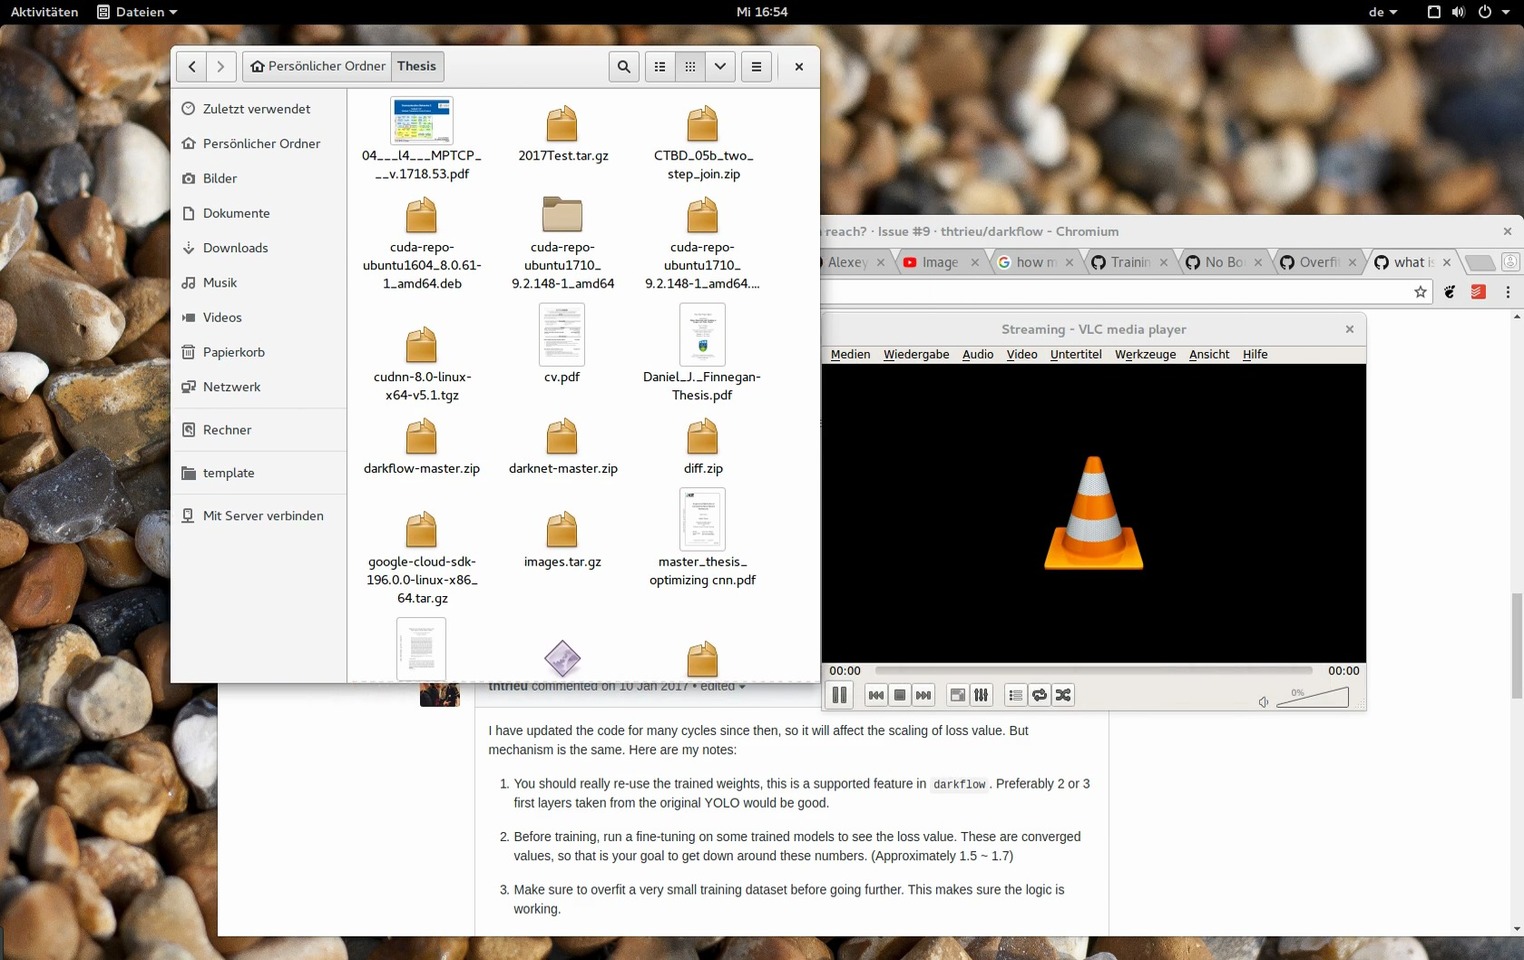 Aktivitäten
Dateien
Mi 16:54
de
Persönlicher Ordner
Thesis
Zuletzt verwendet
Persönlicher Ordner
Bilder
Dokumente
Downloads
Musik
Videos
Papierkorb
Netzwerk
Rechner
template
Mit Server verbinden
04___l4___MPTCP_
__v.1718.53.pdf
2017Test.tar.gz
CTBD_05b_two_
step_join.zip
cuda-repo-
ubuntu1604_8.0.61-
1_amd64.deb
cuda-repo-
ubuntu1710_
9.2.148-1_amd64
cuda-repo-
ubuntu1710_
9.2.148-1_amd64....
cudnn-8.0-linux-
x64-v5.1.tgz
cv.pdf
Daniel_J._Finnegan-
Thesis.pdf
darkflow-master.zip
darknet-master.zip
diff.zip
google-cloud-sdk-
196.0.0-linux-x86_
64.tar.gz
images.tar.gz
master_thesis_
optimizing cnn.pdf
reach? · Issue #9 · thtrieu/darkflow - Chromium
Alexey
Image
how m
Trainin
No Bo
Overfi
what is
Streaming - VLC media player
Medien Wiedergabe Audio Video Untertitel Werkzeuge Ansicht Hilfe
00:00
00:00
0%
thtrieu commented on 10 Jan 2017 • edited
I have updated the code for many cycles since then, so it will affect the scaling of loss value. But
mechanism is the same. Here are my notes:
1. You should really re-use the trained weights, this is a supported feature in darkflow. Preferably 2 or 3
first layers taken from the original YOLO would be good.
2. Before training, run a fine-tuning on some trained models to see the loss value. These are converged
values, so that is your goal to get down around these numbers. (Approximately 1.5 ~ 1.7)
3. Make sure to overfit a very small training dataset before going further. This makes sure the logic is
working.